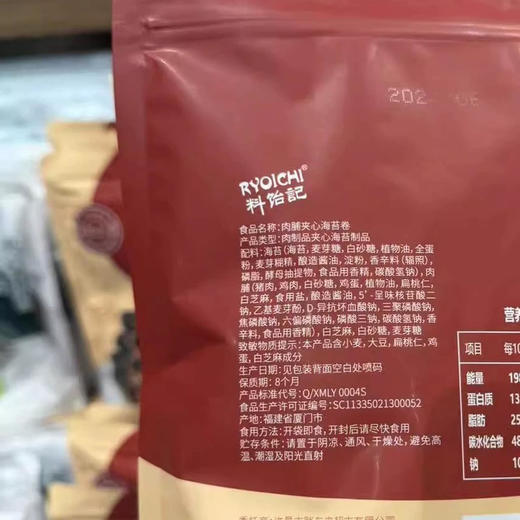 202
RYOICHI®
料飴記
食品名称:肉脯夹心海苔卷
产品类型:肉制品夹心海苔制品
配料:海苔(海苔,麦芽糖,白砂糖,植物油,全蛋
粉,麦芽糊精,酿造酱油,淀粉,香辛料(辐照),磷
脂,酵母抽提物,食品用香精,碳酸氢钠),肉
脯(猪肉,鸡肉,白砂糖,鸡蛋,植物油,扁桃仁,
白芝麻,食用盐,酿造酱油,5'-呈味核苷酸二
钠,乙基麦芽酚,D-异抗坏血酸钠,三聚磷酸钠,
焦磷酸钠,六偏磷酸钠,磷酸三钠,碳酸氢钠,香
辛料,食品用香精),白芝麻,白砂糖,麦芽糖
致敏物质提示:本产品含小麦,大豆,扁桃仁,鸡
蛋,白芝麻成分
生产日期:见包装背面空白处喷码
保质期:8个月
产品标准代号:Q/XMLY 0004S
食品生产许可证编号:SC11335021300052
产地:福建省厦门市
食用方法:开袋即食,开封后请尽快食用
贮存条件:请置于阴凉、通风、干燥处,避免高
温、潮湿及阳光直射
营养
项目 每10
能量 198
蛋白质 13
脂肪 25
碳水化合物 48
钠 10